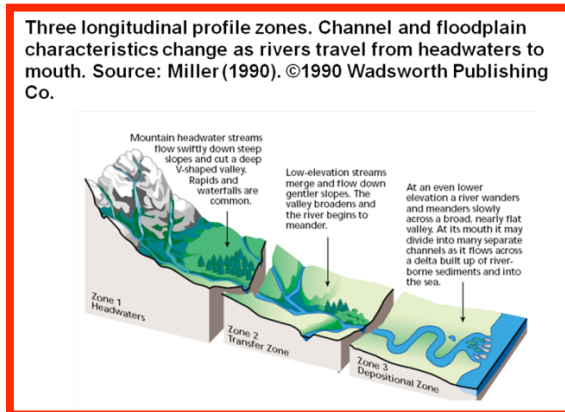 Three longitudinal profile zones. Channel and floodplain
characteristics change as rivers travel from headwaters to
mouth. Source: Miller (1990). ©1990 Wadsworth Publishing
Co.
Mountain headwater streams
flow swiftly down steep
slopes and cut a deep
V-shaped valley.
Rapids and
waterfalls are
common.
Low-elevation streams
merge and flow down
gentler slopes. The
valley broadens and
the river begins to
meander.
At an even lower
elevation a river wanders
and meanders slowly
across a broad, nearly flat
valley. At its mouth it may
divide into many separate
channels as it flows across
a delta built up of river-
borne sediments and into
the sea.
Zone 1
Headwaters
Zone 2
Transfer Zone
Zone 3
Depositional Zone